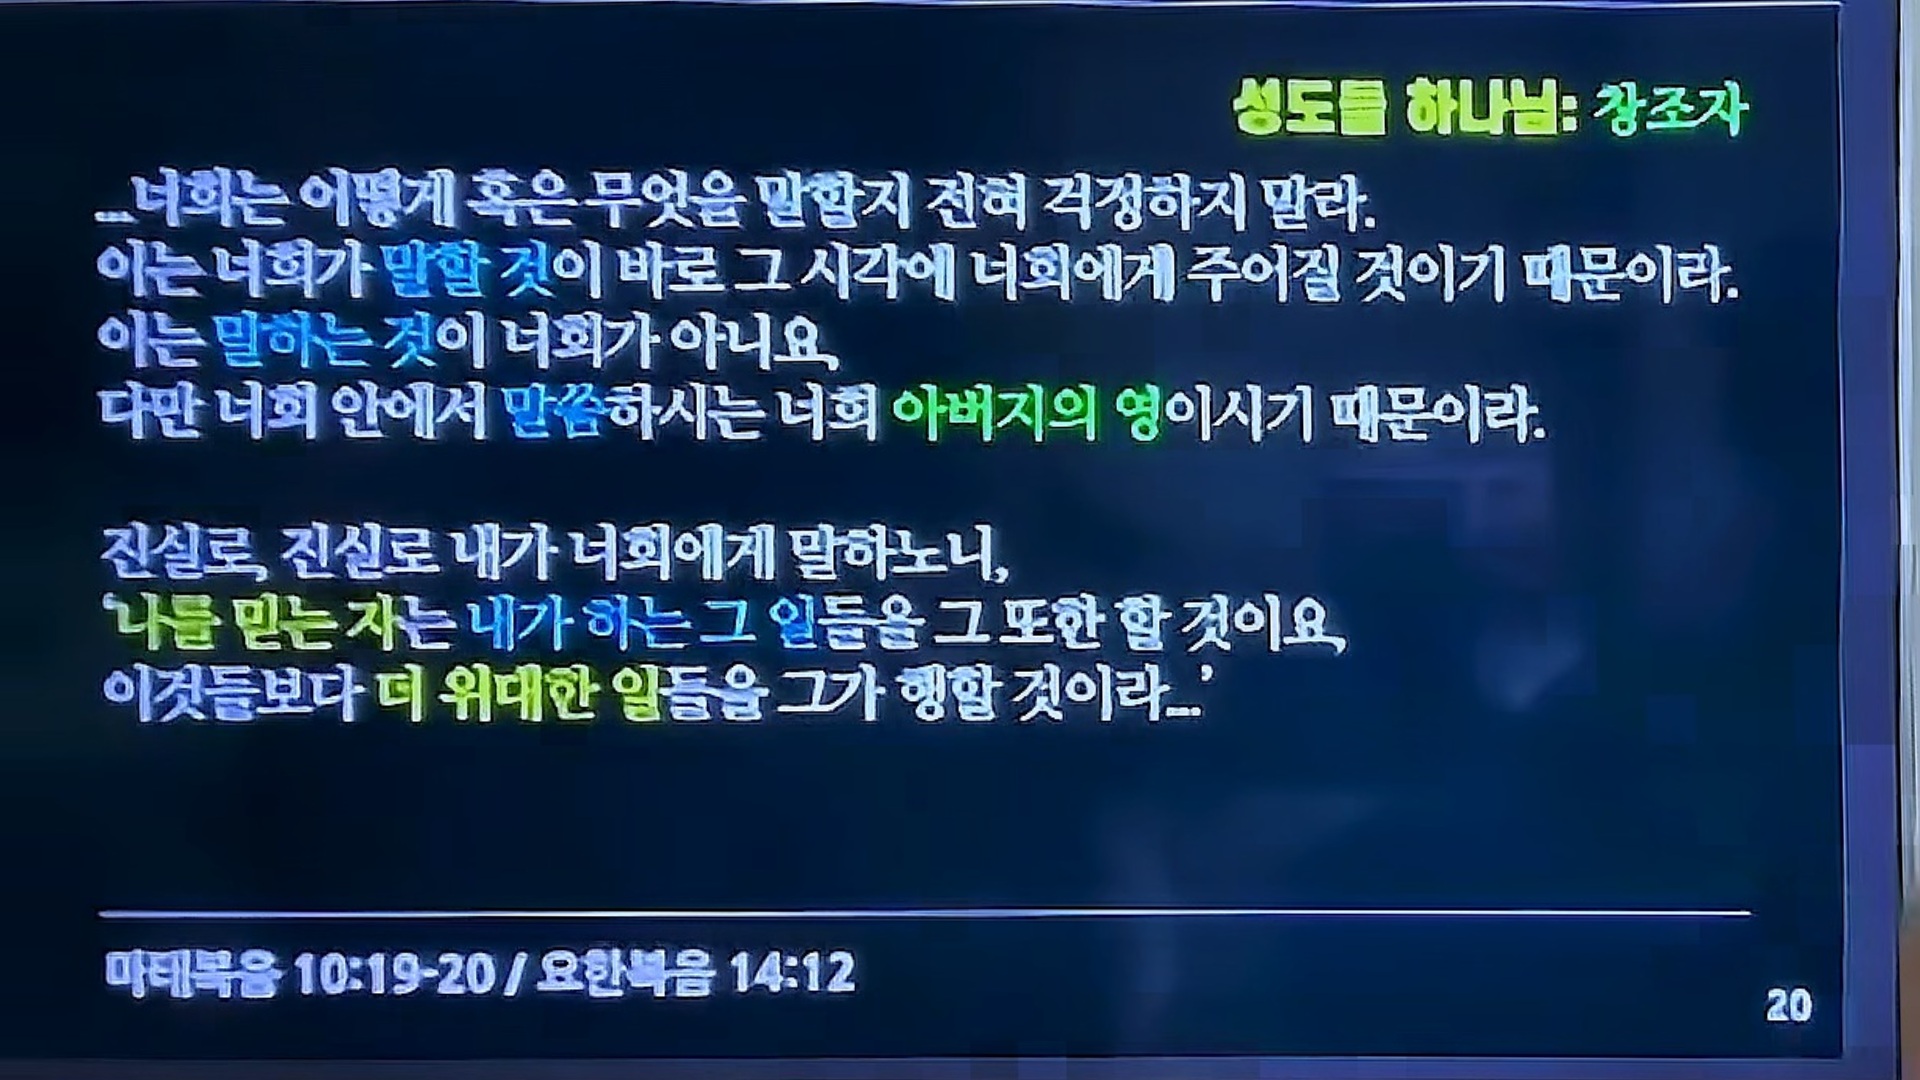 성도들 하나님: 창조자
...너희는 어떻게 혹은 무엇을 말할지 전혀 걱정하지 말라.
이는 너희가 말할 것이 바로 그 시각에 너희에게 주어질 것이기 때문이라.
이는 말하는 것이 너희가 아니요,
다만 너희 안에서 말씀하시는 너희 아버지의 영이시기 때문이라.
진실로, 진실로 내가 너희에게 말하노니,
'나를 믿는 자는 내가 하는 그 일들을 그 또한 할 것이요,
이것들보다 더 위대한 일들을 그가 행할 것이라...'
마태복음 10:19-20 / 요한복음 14:12
20